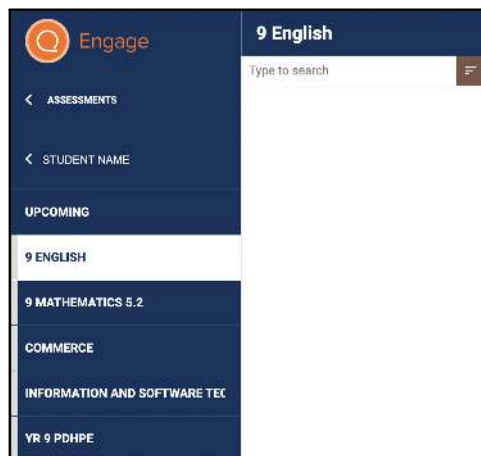 Engage
ASSESSMENTS
STUDENT NAME
UPCOMING
9 ENGLISH
9 MATHEMATICS 5.2
COMMERCE
INFORMATION AND SOFTWARE TEC
YR 9 PDHPE
9 English
Type to search